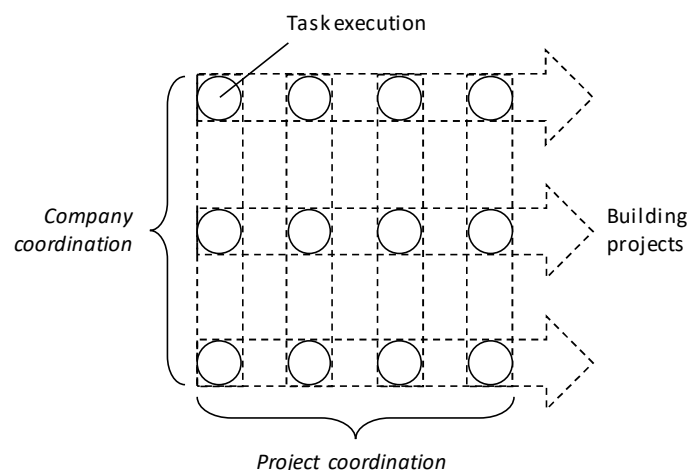 Task execution
Company
coordination
Building
projects
Project coordination